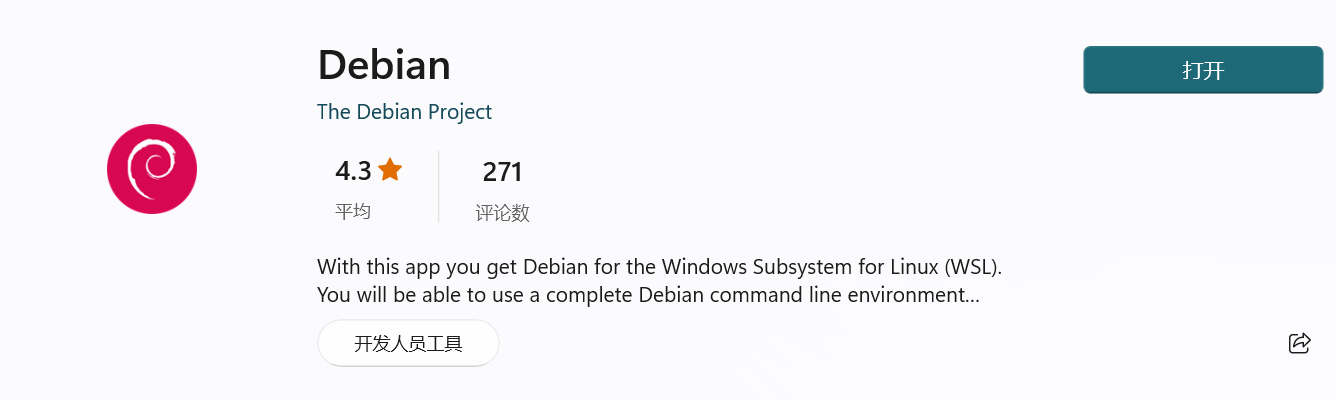 Debian
打开
The Debian Project
4.3
271
平均
评论数
With this app you get Debian for the Windows Subsystem for Linux (WSL).
You will be able to use a complete Debian command line environment...
开发人员工具